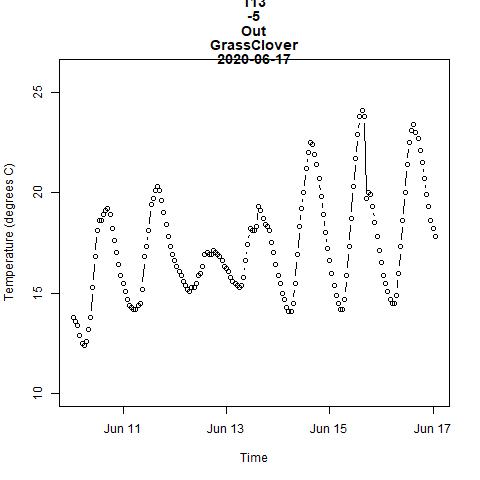 113
-5
Out
GrassClover
2020-06-17
Temperature (degrees C)
25
20
15
10
Jun 11
Jun 13
Jun 15
Jun 17
Time